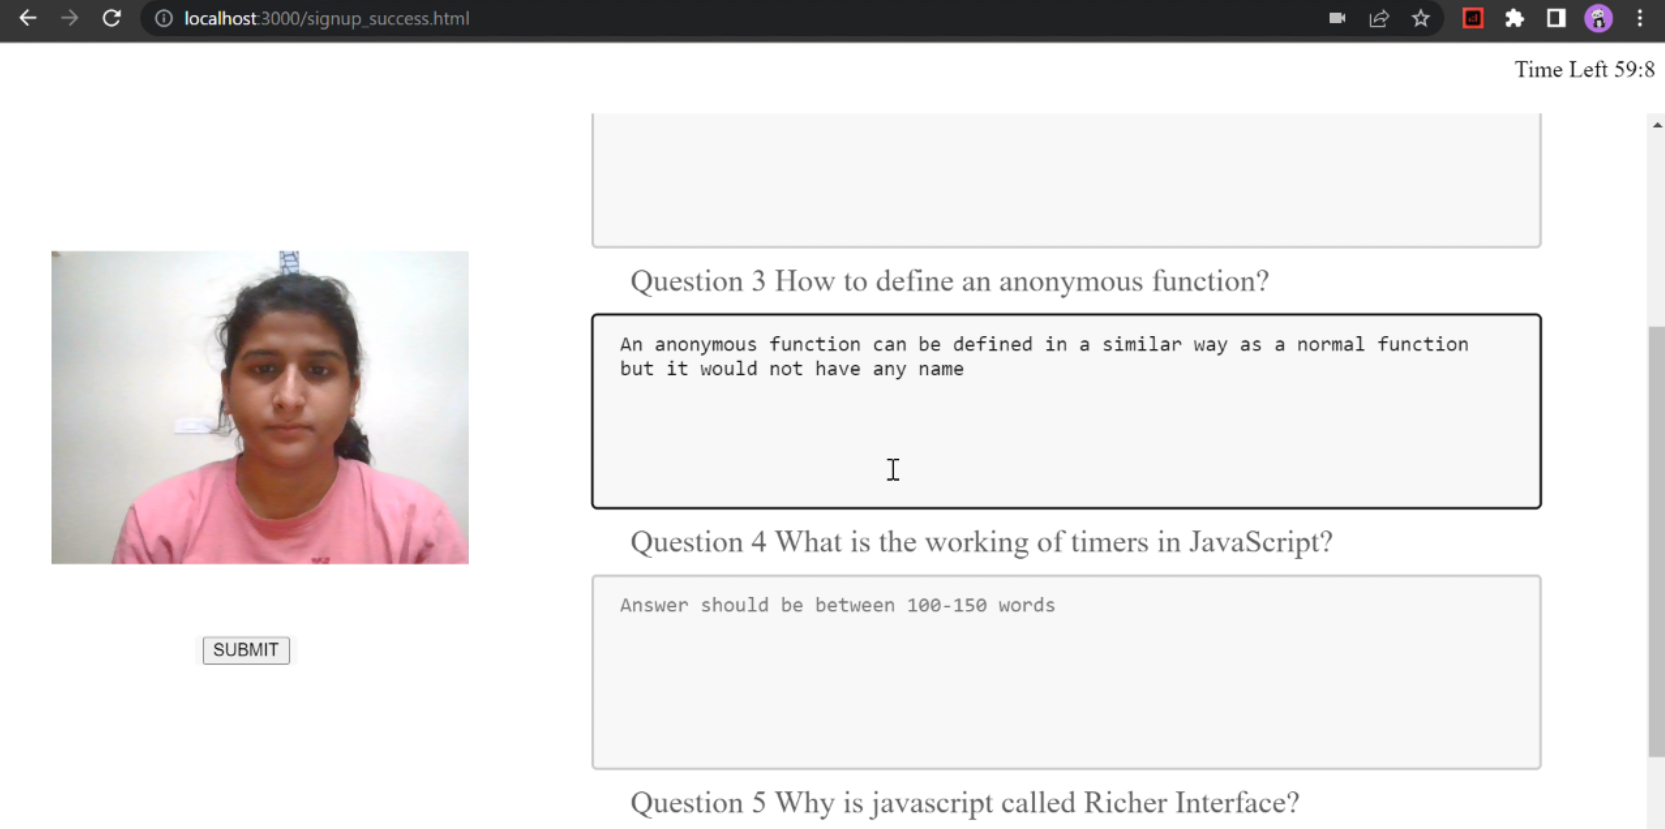 localhost:3000/signup_success.html
Time Left 59:8
Question 3 How to define an anonymous function?
An anonymous function can be defined in a similar way as a normal function
but it would not have any name
Question 4 What is the working of timers in JavaScript?
Answer should be between 100-150 words
SUBMIT
Question 5 Why is javascript called Richer Interface?